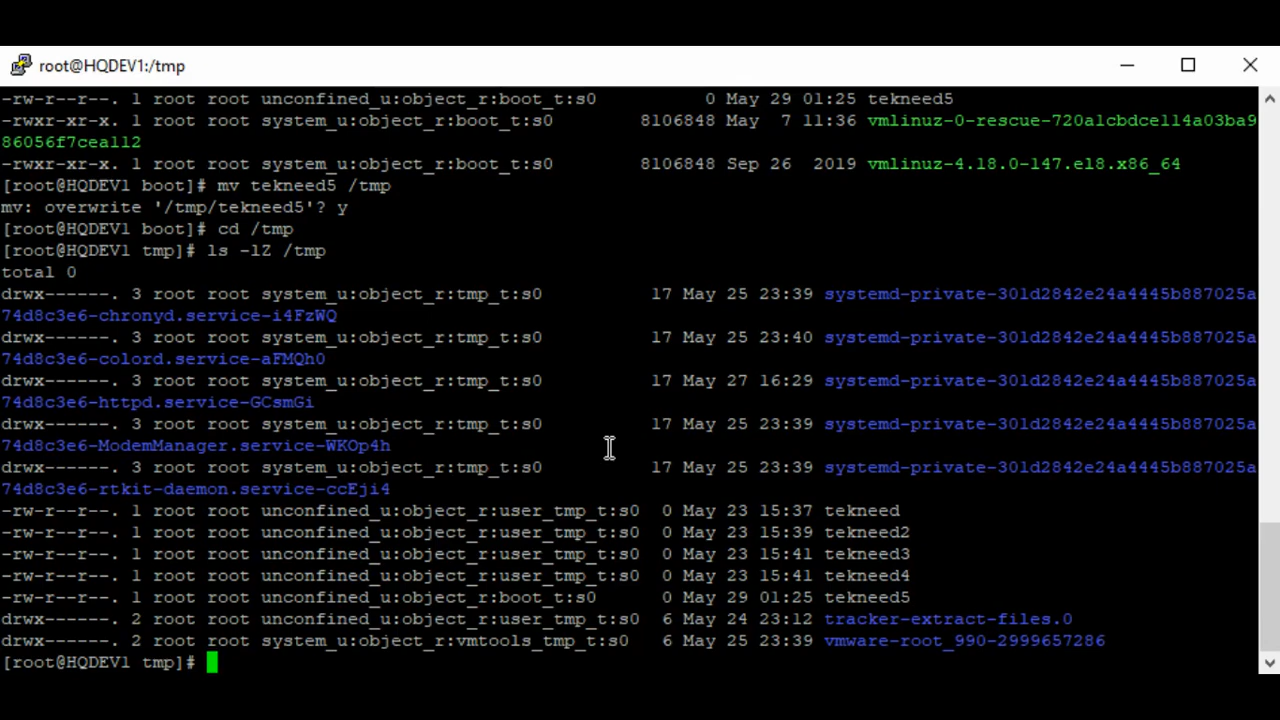 root@HQDEV1:/tmp
-rw-r--r--. 1 root root unconfined_u:object_r:boot_t:s0 0 May 29 01:25 tekneed5
-rwxr-xr-x. 1 root root system_u:object_r:boot_t:s0 8106848 May 7 11:36 vmlinuz-0-rescue-720a1cbdce114a03ba9
86056f7cea112
-rwxr-xr-x. 1 root root system_u:object_r:boot_t:s0 8106848 Sep 26 2019 vmlinuz-4.18.0-147.el8.x86_64
[root@HQDEV1 boot]# mv tekneed5 /tmp
mv: overwrite '/tmp/tekneed5'? y
[root@HQDEV1 boot]# cd /tmp
[root@HQDEV1 tmp]# ls -lZ /tmp
total 0
drwx------. 3 root root system_u:object_r:tmp_t:s0 17 May 25 23:39 systemd-private-301d2842e24a4445b887025a
74d8c3e6-chronyd.service-i4FzWQ
drwx------. 3 root root system_u:object_r:tmp_t:s0 17 May 25 23:40 systemd-private-301d2842e24a4445b887025a
74d8c3e6-colord.service-aFMQh0
drwx------. 3 root root system_u:object_r:tmp_t:s0 17 May 27 16:29 systemd-private-301d2842e24a4445b887025a
74d8c3e6-httpd.service-GCsmGi
drwx------. 3 root root system_u:object_r:tmp_t:s0 17 May 25 23:39 systemd-private-301d2842e24a4445b887025a
74d8c3e6-ModemManager.service-WKOp4h
drwx------. 3 root root system_u:object_r:tmp_t:s0 17 May 25 23:39 systemd-private-301d2842e24a4445b887025a
74d8c3e6-rtkit-daemon.service-ccEji4
-rw-r--r--. 1 root root unconfined_u:object_r:user_tmp_t:s0 0 May 23 15:37 tekneed
-rw-r--r--. 1 root root unconfined_u:object_r:user_tmp_t:s0 0 May 23 15:39 tekneed2
-rw-r--r--. 1 root root unconfined_u:object_r:user_tmp_t:s0 0 May 23 15:41 tekneed3
-rw-r--r--. 1 root root unconfined_u:object_r:user_tmp_t:s0 0 May 23 15:41 tekneed4
-rw-r--r--. 1 root root unconfined_u:object_r:boot_t:s0 0 May 29 01:25 tekneed5
drwx------. 2 root root unconfined_u:object_r:user_tmp_t:s0 6 May 24 23:12 tracker-extract-files.0
drwx------. 2 root root system_u:object_r:vmtools_tmp_t:s0 6 May 25 23:39 vmware-root_990-2999657286
[root@HQDEV1 tmp]#